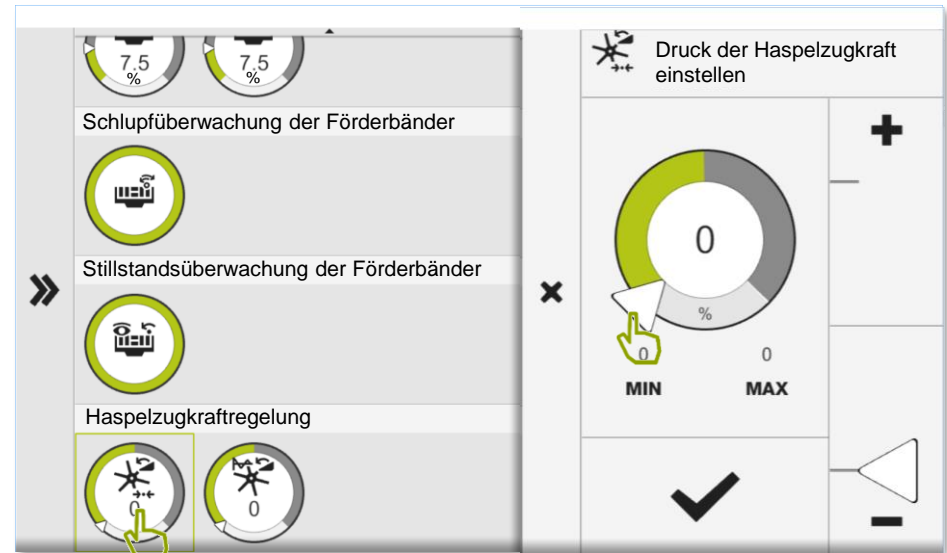 7.5
%
7.5
%
Schlupfüberwachung der Förderbänder
Stillstandsüberwachung der Förderbänder
Haspelzugkraftregelung
0
0
Druck der Haspelzugkraft
einstellen
0
%
0
0
MIN
MAX